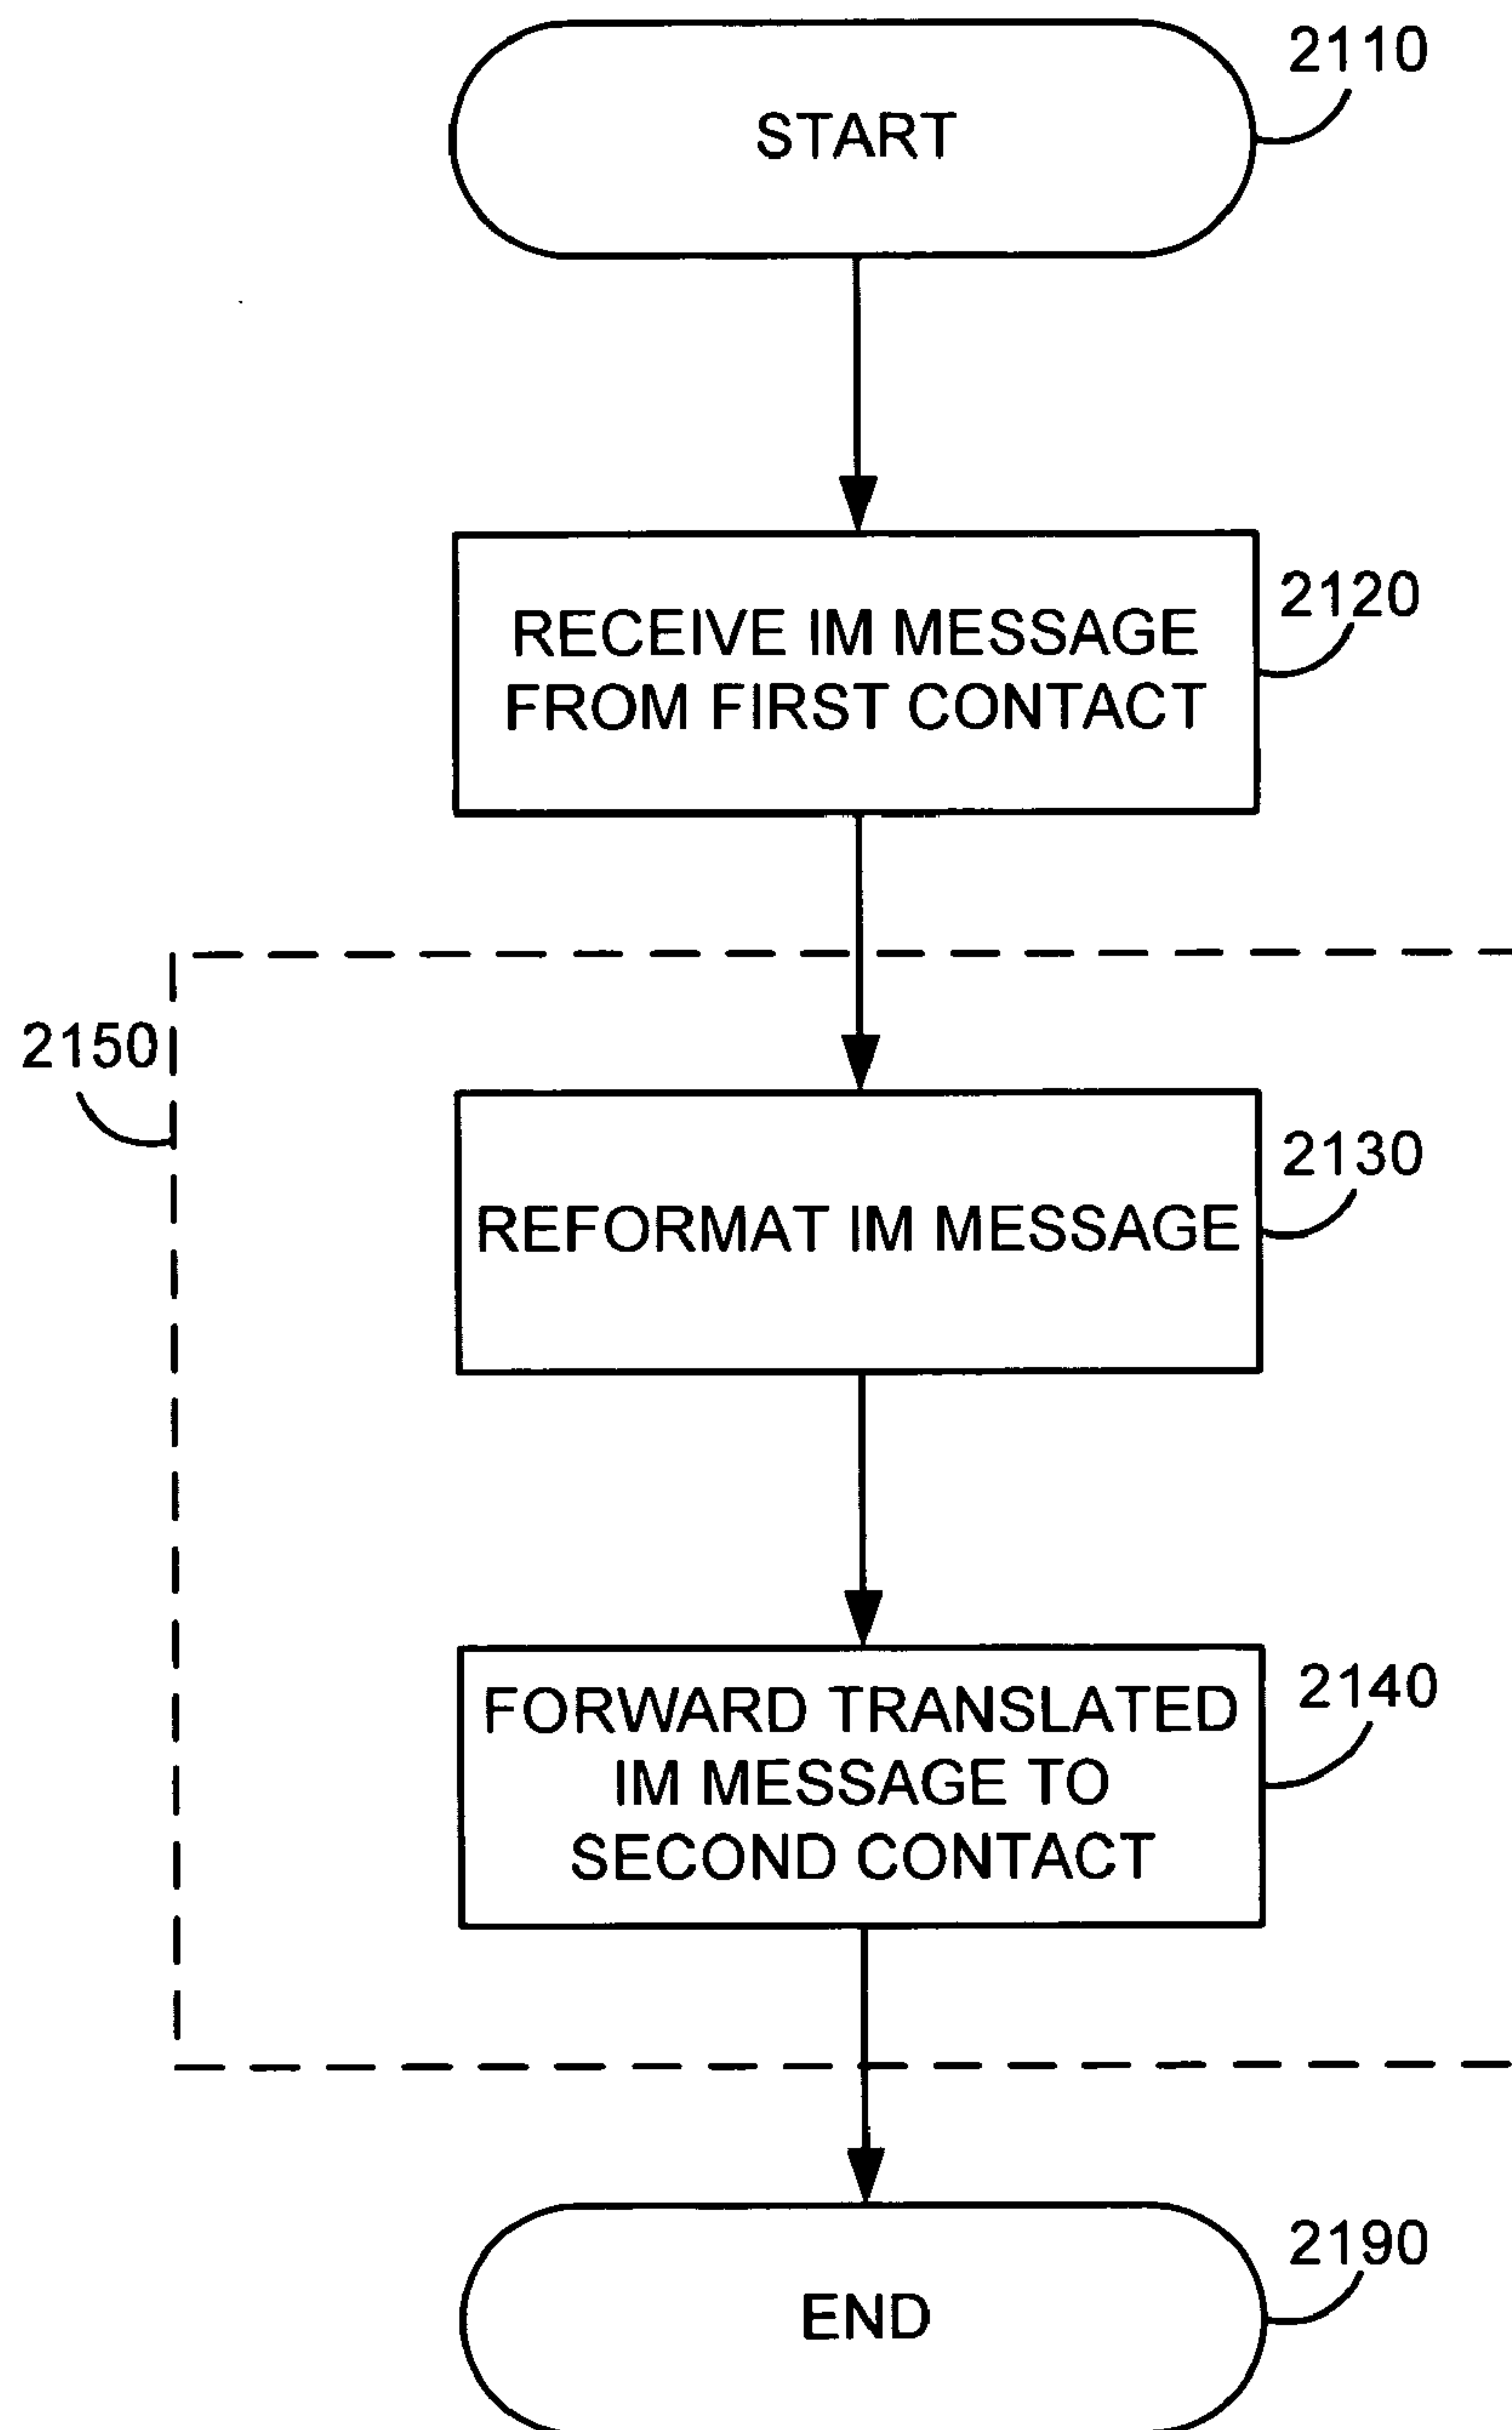 2110
START
2120
RECEIVE IM MESSAGE
FROM FIRST CONTACT
2150
2130
REFORMAT IM MESSAGE
2140
FORWARD TRANSLATED
IM MESSAGE TO
SECOND CONTACT
2190
END